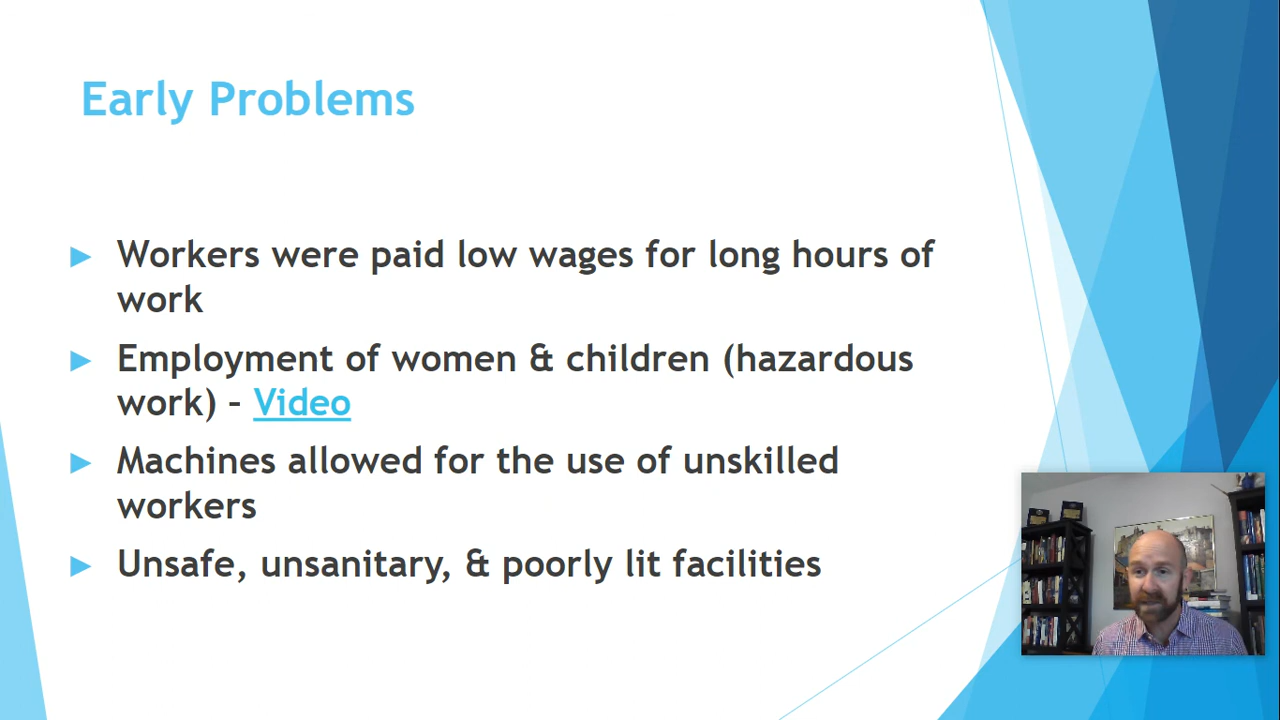 Early Problems
Workers were paid low wages for long hours of
work
Employment of women & children (hazardous
work) – Video
Machines allowed for the use of unskilled
workers
Unsafe, unsanitary, & poorly lit facilities